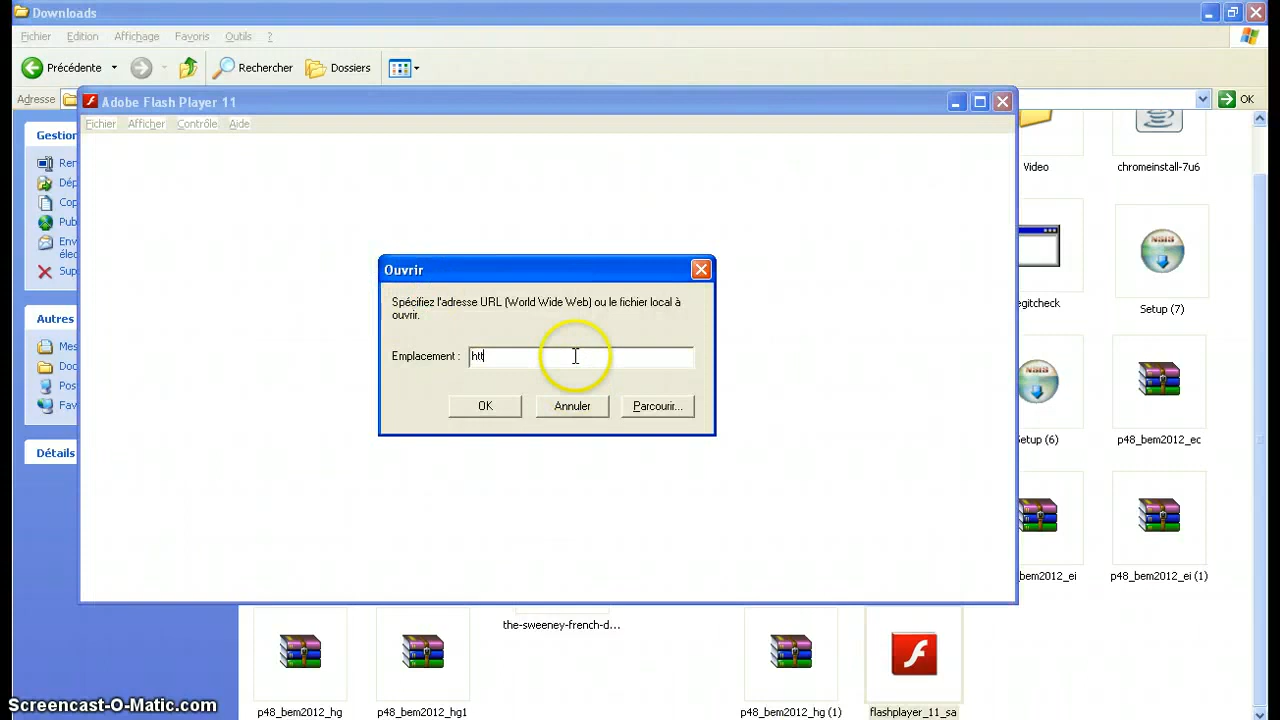 Downloads
Fichier Edition Affichage Favoris Outils ?
Précédente Rechercher Dossiers
Adresse OK
Adobe Flash Player 11
Fichier Afficher Contrôle Aide
Gestion
Autres
Détails
Ouvrir
Spécifiez l'adresse URL (World Wide Web) ou le fichier local à
ouvrir.
Emplacement : htt
OK Annuler Parcourir...
Video chromeinstall-7u6
egitcheck Setup (7)
Setup (6) p48_bem2012_ec
bem2012_ei p48_bem2012_ei (1)
the-sweeney-french-d...
p48_bem2012_hg p48_bem2012_hg1 p48_bem2012_hg (1) flashplayer_11_sa
Screencast-O-Matic.com